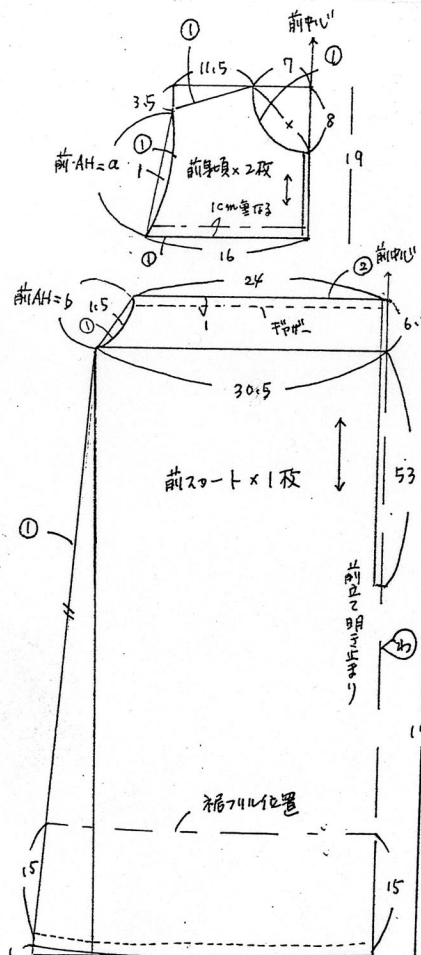 前中心
①
11.5
7
①
3.5
×
8
前・AH=a
①
1
前身頃×2枚
19
1cm重なる
①
16
前中心
24
②
前AH=b
1.5
①
1
ギャザー
6.
30.5
前スカート×1枚
53
①
前立て明き止まり
わ
裾フリル位置
15
15
1